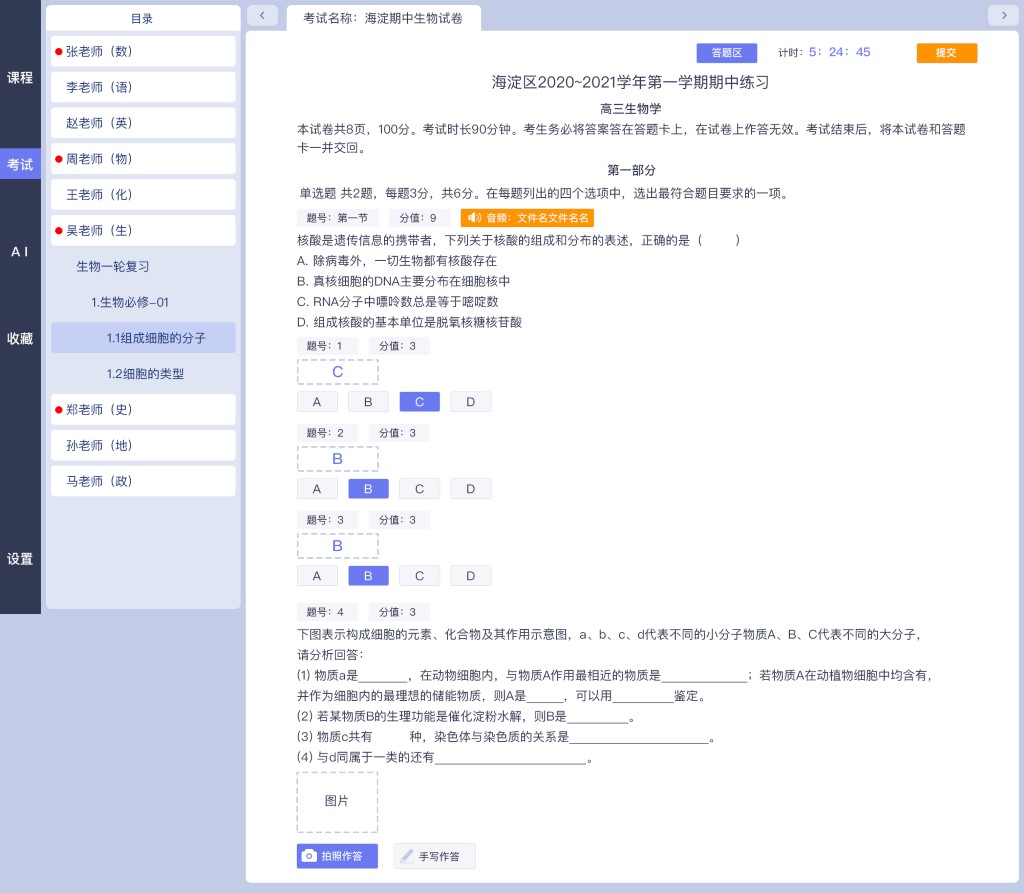 课程
考试
A I
收藏
设置
目录
张老师（数）
李老师（语）
赵老师（英）
周老师（物）
王老师（化）
吴老师（生）
生物一轮复习
1.生物必修-01
1.1组成细胞的分子
1.2细胞的类型
郑老师（史）
孙老师（地）
马老师（政）
考试名称：海淀期中生物试卷
答题区 计时：5：24：45 提交
海淀区2020~2021学年第一学期期中练习
高三生物学
本试卷共8页，100分。考试时长90分钟。考生务必将答案答在答题卡上，在试卷上作答无效。考试结束后，将本试卷和答题
卡一并交回。
第一部分
单选题 共2题，每题3分，共6分。在每题列出的四个选项中，选出最符合题目要求的一项。
题号：第一节 分值：9 音频：文件名文件名名
核酸是遗传信息的携带者，下列关于核酸的组成和分布的表述，正确的是（ ）
A. 除病毒外，一切生物都有核酸存在
B. 真核细胞的DNA主要分布在细胞核中
C. RNA分子中嘌呤数总是等于嘧啶数
D. 组成核酸的基本单位是脱氧核糖核苷酸
题号：1 分值：3
C
A B C D
题号：2 分值：3
B
A B C D
题号：3 分值：3
B
A B C D
题号：4 分值：3
下图表示构成细胞的元素、化合物及其作用示意图，a、b、c、d代表不同的小分子物质A、B、C代表不同的大分子，
请分析回答：
(1) 物质a是________，在动物细胞内，与物质A作用最相近的物质是______________；若物质A在动植物细胞中均含有，
并作为细胞内的最理想的储能物质，则A是______，可以用__________鉴定。
(2) 若某物质B的生理功能是催化淀粉水解，则B是__________。
(3) 物质c共有 种，染色体与染色质的关系是_______________________。
(4) 与d同属于一类的还有_________________________。
图片
拍照作答 手写作答